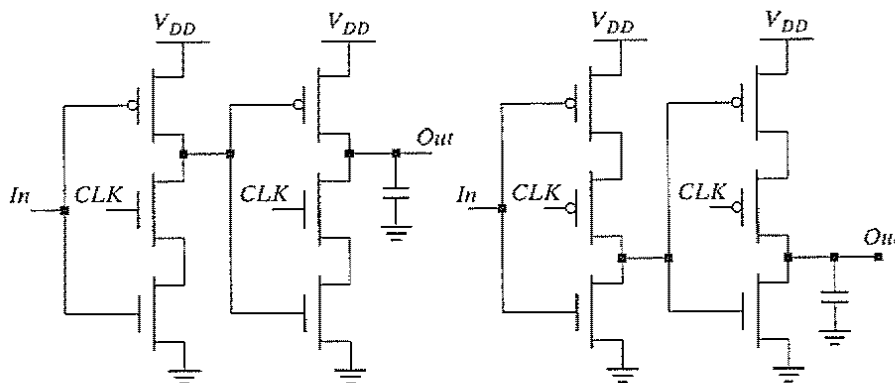 V_DD V_DD V_DD V_DD
Out
In CLK CLK In CLK CLK
Out